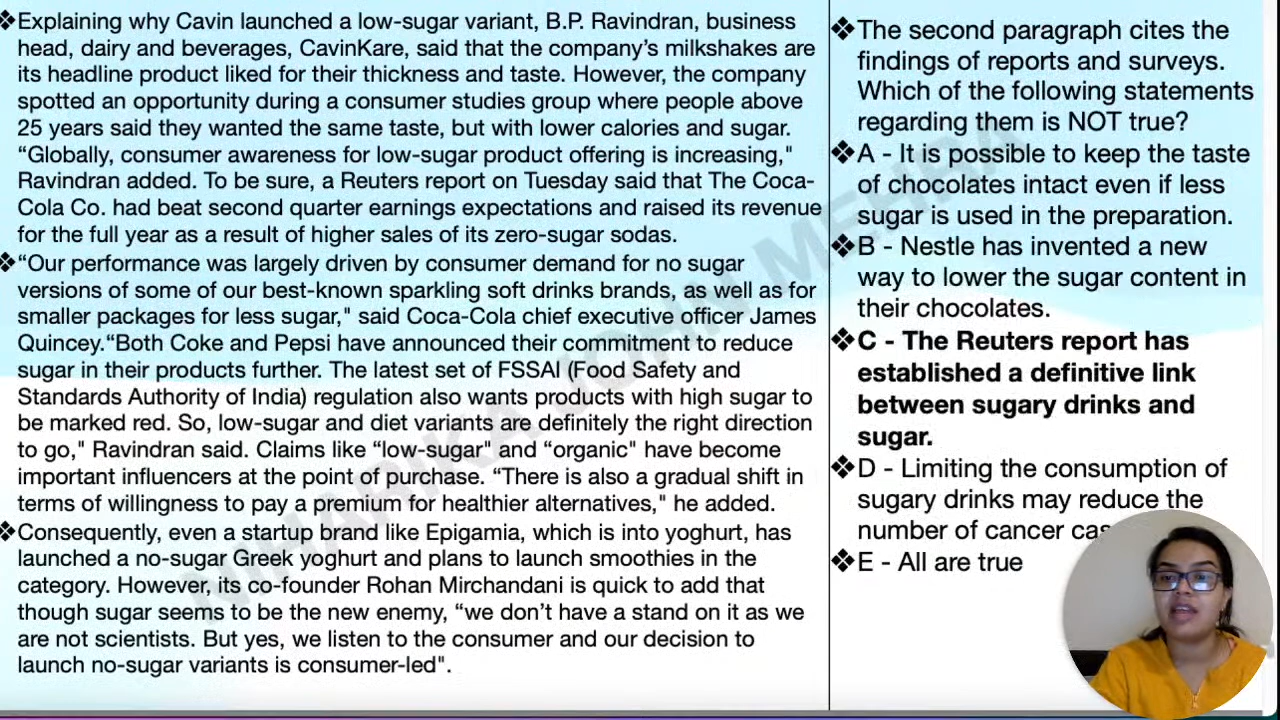 ❖Explaining why Cavin launched a low-sugar variant, B.P. Ravindran, business
head, dairy and beverages, CavinKare, said that the company’s milkshakes are
its headline product liked for their thickness and taste. However, the company
spotted an opportunity during a consumer studies group where people above
25 years said they wanted the same taste, but with lower calories and sugar.
“Globally, consumer awareness for low-sugar product offering is increasing,"
Ravindran added. To be sure, a Reuters report on Tuesday said that The Coca-
Cola Co. had beat second quarter earnings expectations and raised its revenue
for the full year as a result of higher sales of its zero-sugar sodas.
❖“Our performance was largely driven by consumer demand for no sugar
versions of some of our best-known sparkling soft drinks brands, as well as for
smaller packages for less sugar," said Coca-Cola chief executive officer James
Quincey.“Both Coke and Pepsi have announced their commitment to reduce
sugar in their products further. The latest set of FSSAI (Food Safety and
Standards Authority of India) regulation also wants products with high sugar to
be marked red. So, low-sugar and diet variants are definitely the right direction
to go," Ravindran said. Claims like “low-sugar" and “organic" have become
important influencers at the point of purchase. “There is also a gradual shift in
terms of willingness to pay a premium for healthier alternatives," he added.
❖Consequently, even a startup brand like Epigamia, which is into yoghurt, has
launched a no-sugar Greek yoghurt and plans to launch smoothies in the
category. However, its co-founder Rohan Mirchandani is quick to add that
though sugar seems to be the new enemy, “we don’t have a stand on it as we
are not scientists. But yes, we listen to the consumer and our decision to
launch no-sugar variants is consumer-led".
❖The second paragraph cites the
findings of reports and surveys.
Which of the following statements
regarding them is NOT true?
❖A - It is possible to keep the taste
of chocolates intact even if less
sugar is used in the preparation.
❖B - Nestle has invented a new
way to lower the sugar content in
their chocolates.
❖C - The Reuters report has
established a definitive link
between sugary drinks and
sugar.
❖D - Limiting the consumption of
sugary drinks may reduce the
number of cancer
❖E - All are true
NIHARIKA JOHN MEHRA